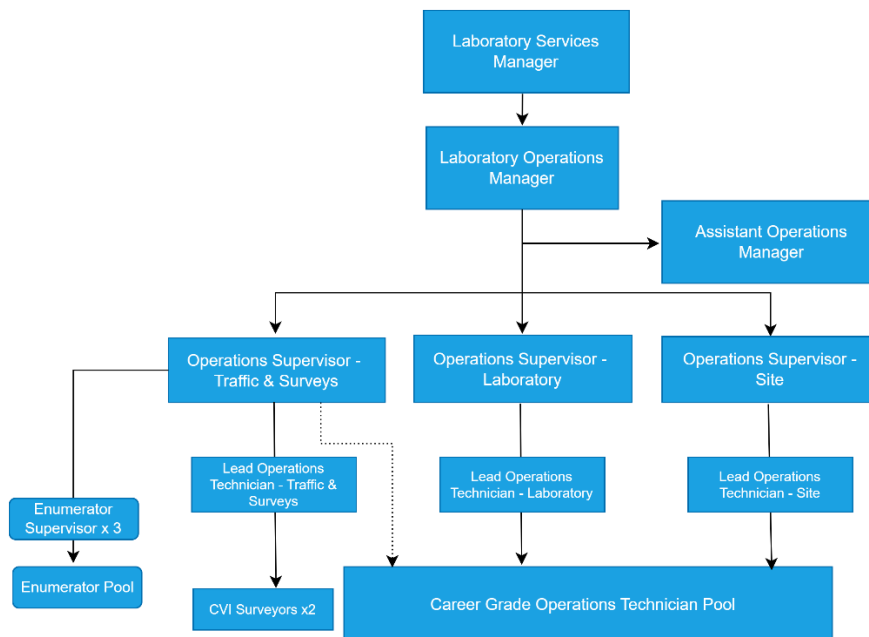 Laboratory Services
Manager
Laboratory Operations
Manager
Assistant Operations
Manager
Operations Supervisor -
Traffic & Surveys
Operations Supervisor -
Laboratory
Operations Supervisor -
Site
Lead Operations
Technician - Traffic &
Surveys
Lead Operations
Technician - Laboratory
Lead Operations
Technician - Site
Enumerator
Supervisor x 3
Enumerator Pool
CVI Surveyors x2
Career Grade Operations Technician Pool